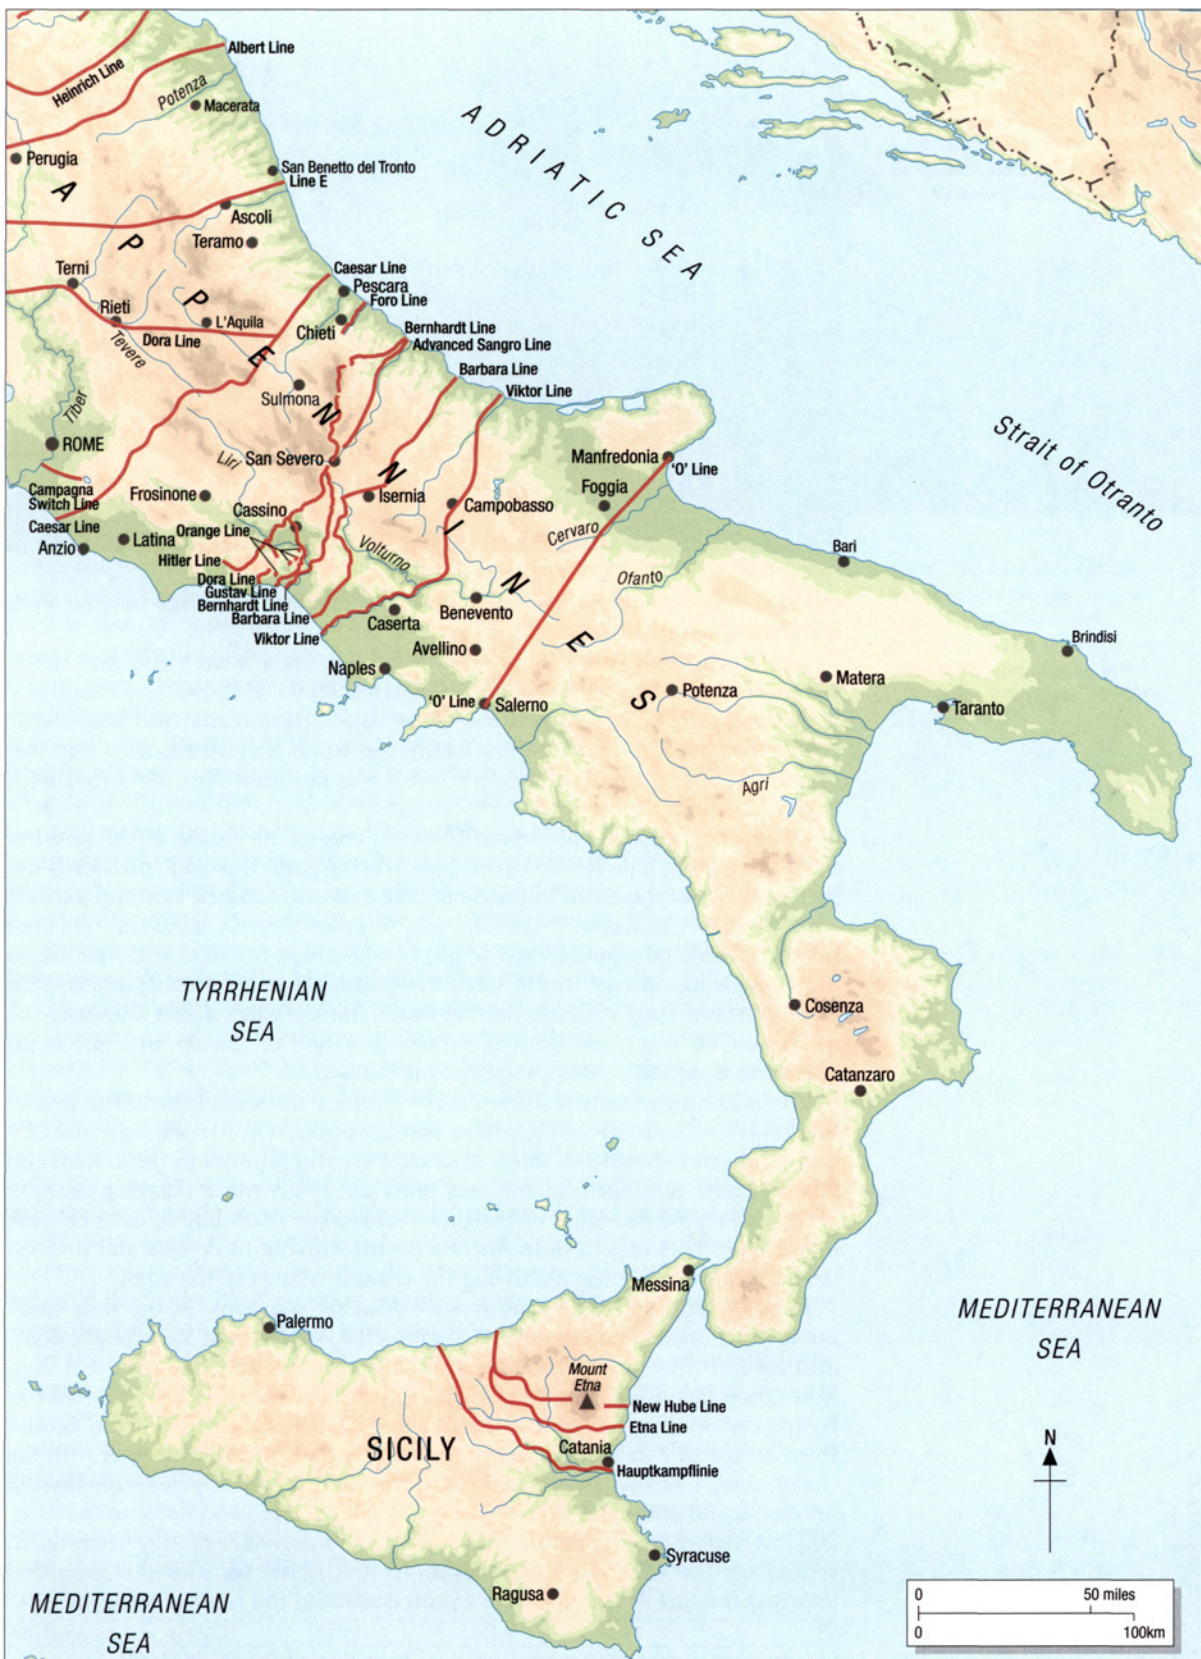 Albert Line
Heinrich Line
Potenza
Macerata
Perugia
San Benetto del Tronto
Line E
Ascoli
Teramo
ADRIATIC SEA
APPENNINES
Terni
Caesar Line
Pescara
Foro Line
Rieti
L'Aquila
Chieti
Dora Line
Tevere
Bernhardt Line
Advanced Sangro Line
Barbara Line
Viktor Line
Sulmona
Tiber
ROME
Liri
San Severo
Manfredonia
'O' Line
Strait of Otranto
Campagna
Switch Line
Frosinone
Isernia
Foggia
Campobasso
Cassino
Caesar Line
Orange Line
Cervaro
Anzio
Latina
Volturno
Bari
Hitler Line
Dora Line
Gustav Line
Bernhardt Line
Barbara Line
Viktor Line
Ofanto
Benevento
Caserta
Avellino
Brindisi
Naples
Matera
Potenza
'O' Line
Salerno
Taranto
Agri
TYRRHENIAN
SEA
Cosenza
Catanzaro
Messina
Palermo
MEDITERRANEAN
SEA
Mount
Etna
New Hube Line
Etna Line
SICILY
Catania
Hauptkampflinie
N
Syracuse
Ragusa
MEDITERRANEAN
SEA
0 50 miles
0 100km